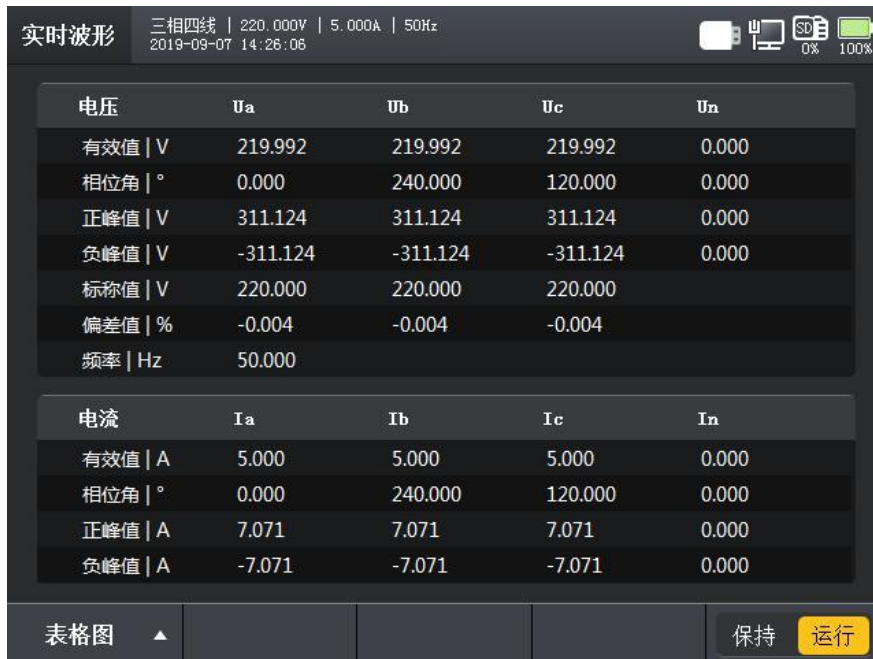 实时波形 三相四线 | 220.000V | 5.000A | 50Hz
2019-09-07 14:26:06
SD 0% 100%
电压 Ua Ub Uc Un
有效值 | V 219.992 219.992 219.992 0.000
相位角 | ° 0.000 240.000 120.000 0.000
正峰值 | V 311.124 311.124 311.124 0.000
负峰值 | V -311.124 -311.124 -311.124 0.000
标称值 | V 220.000 220.000 220.000
偏差值 | % -0.004 -0.004 -0.004
频率 | Hz 50.000
电流 Ia Ib Ic In
有效值 | A 5.000 5.000 5.000 0.000
相位角 | ° 0.000 240.000 120.000 0.000
正峰值 | A 7.071 7.071 7.071 0.000
负峰值 | A -7.071 -7.071 -7.071 0.000
表格图 保持 运行